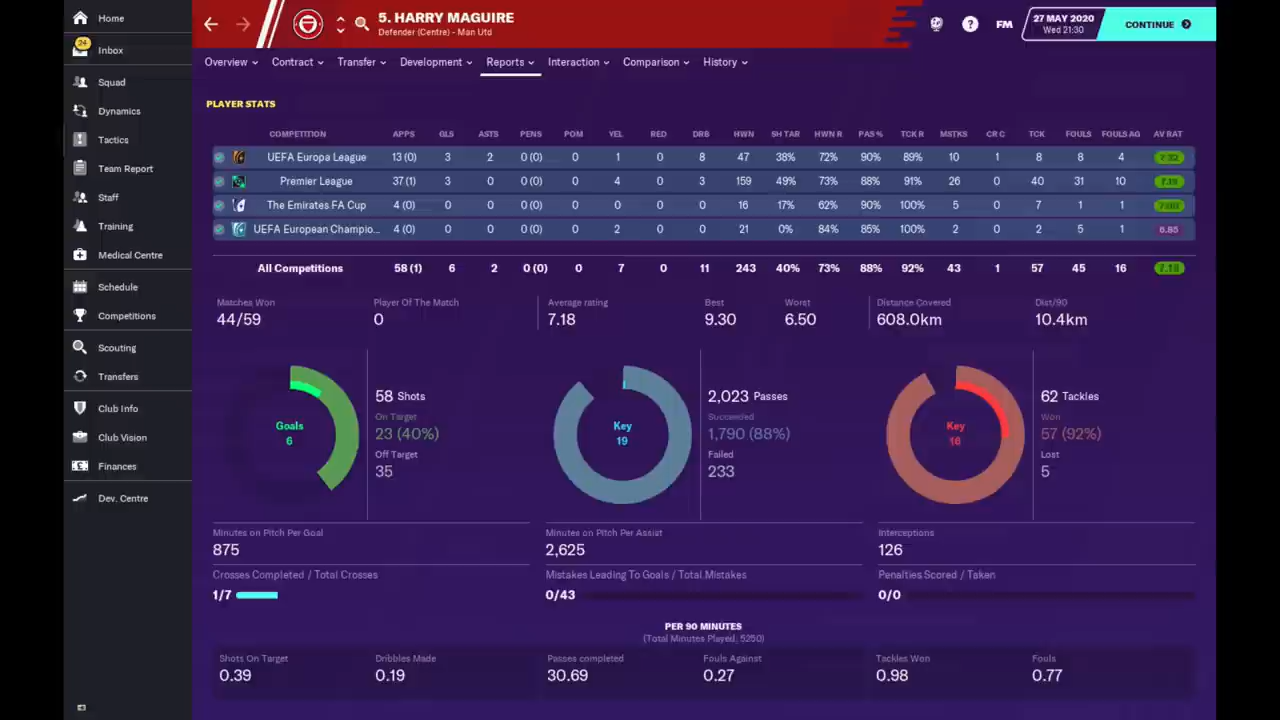 Home
24
Inbox
Squad
Dynamics
Tactics
Team Report
Staff
Training
Medical Centre
Schedule
Competitions
Scouting
Transfers
Club Info
Club Vision
Finances
Dev. Centre
5. HARRY MAGUIRE
Defender (Centre) - Man Utd
?
FM
27 MAY 2020
Wed 21:30
CONTINUE
Overview Contract Transfer Development Reports Interaction Comparison History
PLAYER STATS
COMPETITION APPS GLS ASTS PENS POM YEL RED DRB HWN SH TAR HWN R PAS % TCK R MSTKS CR C TCK FOULS FOULS AG AV RAT
UEFA Europa League 13 (0) 3 2 0 (0) 0 1 0 8 47 38% 72% 90% 89% 10 1 8 8 4
Premier League 37 (1) 3 0 0 (0) 0 4 0 3 159 49% 73% 88% 91% 26 0 40 31 10
The Emirates FA Cup 4 (0) 0 0 0 (0) 0 0 0 0 16 17% 62% 90% 100% 5 0 7 1 1
UEFA European Champio... 4 (0) 0 0 0 (0) 0 2 0 0 21 0% 84% 85% 100% 2 0 2 5 1 6.85
All Competitions 58 (1) 6 2 0 (0) 0 7 0 11 243 40% 73% 88% 92% 43 1 57 45 16 7.18
Matches Won Player Of The Match Average rating Best Worst Distance Covered Dist/90
44/59 0 7.18 9.30 6.50 608.0km 10.4km
Goals
6
58 Shots
On Target
23 (40%)
Off Target
35
Key
19
2,023 Passes
Succeeded
1,790 (88%)
Failed
233
Key
16
62 Tackles
Won
57 (92%)
Lost
5
Minutes on Pitch Per Goal Minutes on Pitch Per Assist Interceptions
875 2,625 126
Crosses Completed / Total Crosses Mistakes Leading To Goals / Total Mistakes Penalties Scored / Taken
1/7 0/43 0/0
PER 90 MINUTES
(Total Minutes Played: 5250)
Shots On Target Dribbles Made Passes completed Fouls Against Tackles Won Fouls
0.39 0.19 30.69 0.27 0.98 0.77